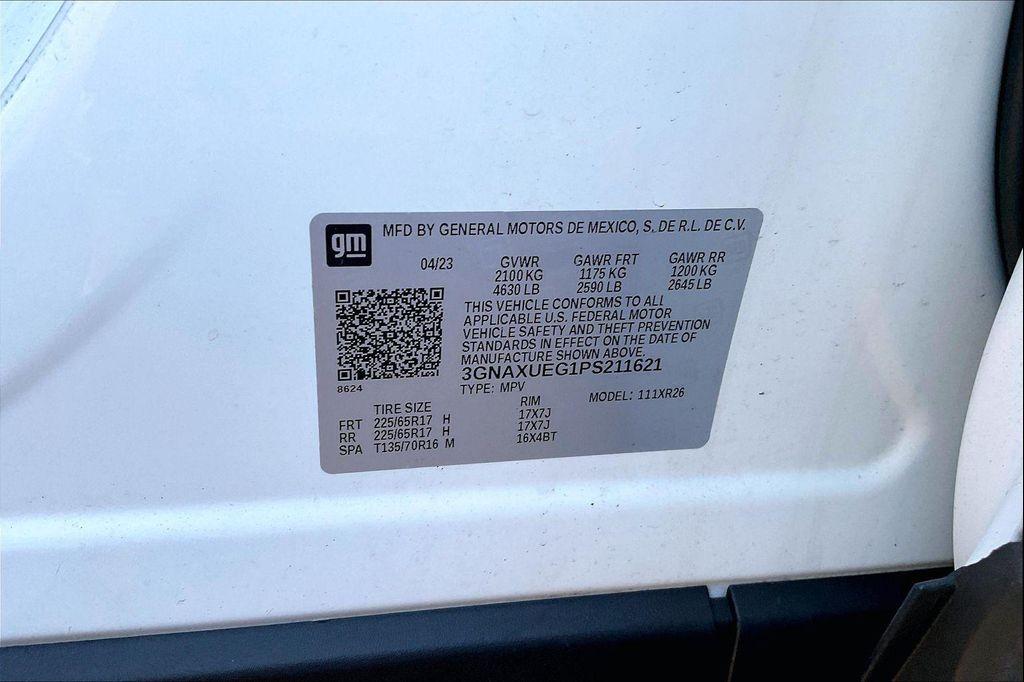 gm
MFD BY GENERAL MOTORS DE MEXICO, S. DE R.L. DE C.V.
04/23 GVWR GAWR FRT GAWR RR
2100 KG 1175 KG 1200 KG
4630 LB 2590 LB 2645 LB
THIS VEHICLE CONFORMS TO ALL
APPLICABLE U.S. FEDERAL MOTOR
VEHICLE SAFETY AND THEFT PREVENTION
STANDARDS IN EFFECT ON THE DATE OF
MANUFACTURE SHOWN ABOVE.
3GNAXUEG1PS211621
8624
TYPE: MPV MODEL: 111XR26
TIRE SIZE RIM
FRT 225/65R17 H 17X7J
RR 225/65R17 H 17X7J
SPA T135/70R16 M 16X4BT